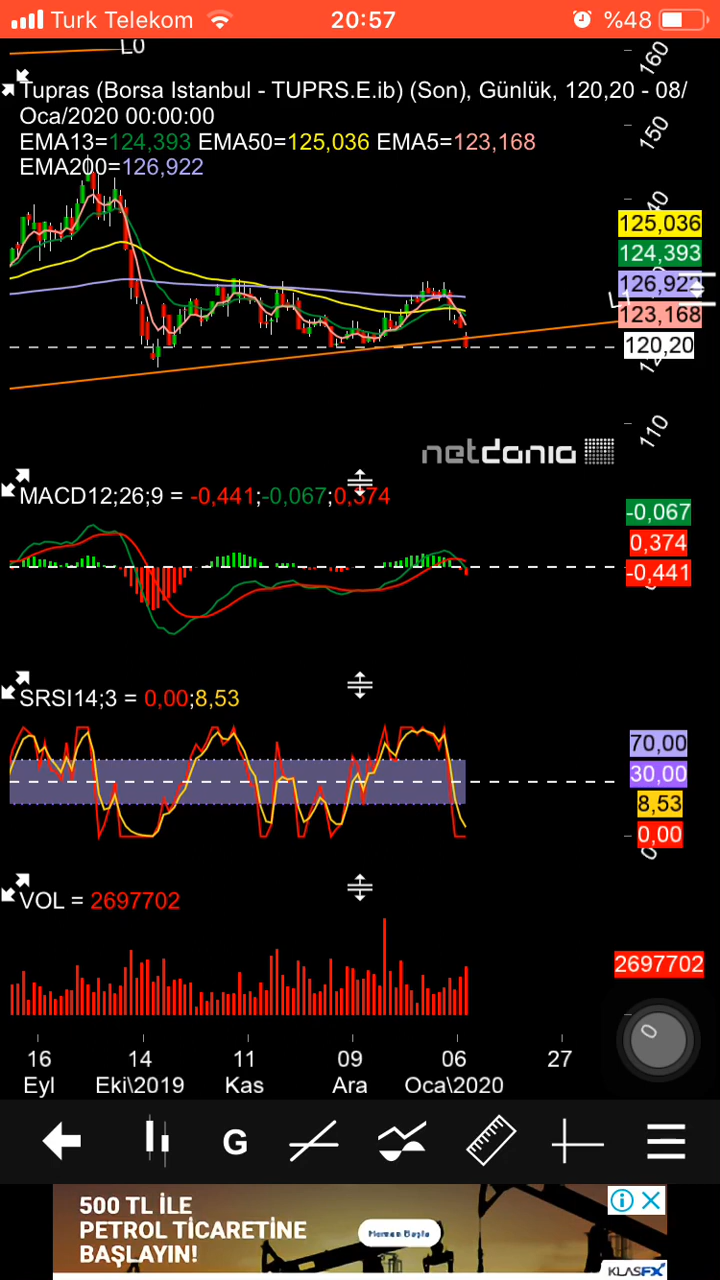 Turk Telekom 20:57 %48
L0
160
Tupras (Borsa Istanbul - TUPRS.E.ib) (Son), Günlük, 120,20 - 08/
Oca/2020 00:00:00
150
EMA13=124,393 EMA50=125,036 EMA5=123,168
EMA200=126,922
125,036
124,393
126,922
123,168
120,20
110
netdania
MACD12;26;9 = -0,441;-0,067;0,374
-0,067
0,374
-0,441
SRSI14;3 = 0,00;8,53
70,00
30,00
8,53
0,00
0
VOL = 2697702
2697702
0
16 14 11 09 06 27
Eyl Eki\2019 Kas Ara Oca\2020
G
500 TL İLE
PETROL TİCARETİNE
BAŞLAYIN!
Hemen Başla
KLASFX